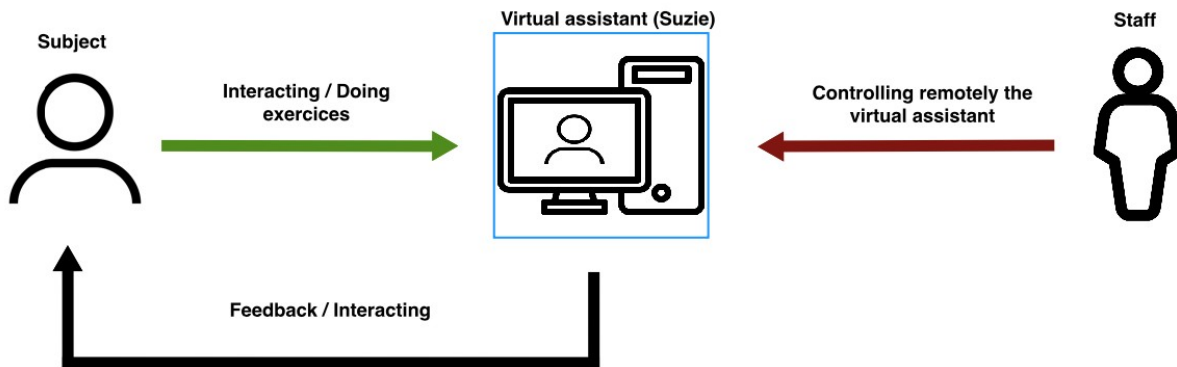 Virtual assistant (Suzie)
Staff
Subject
Interacting / Doing
exercices
Controlling remotely the
virtual assistant
Feedback / Interacting